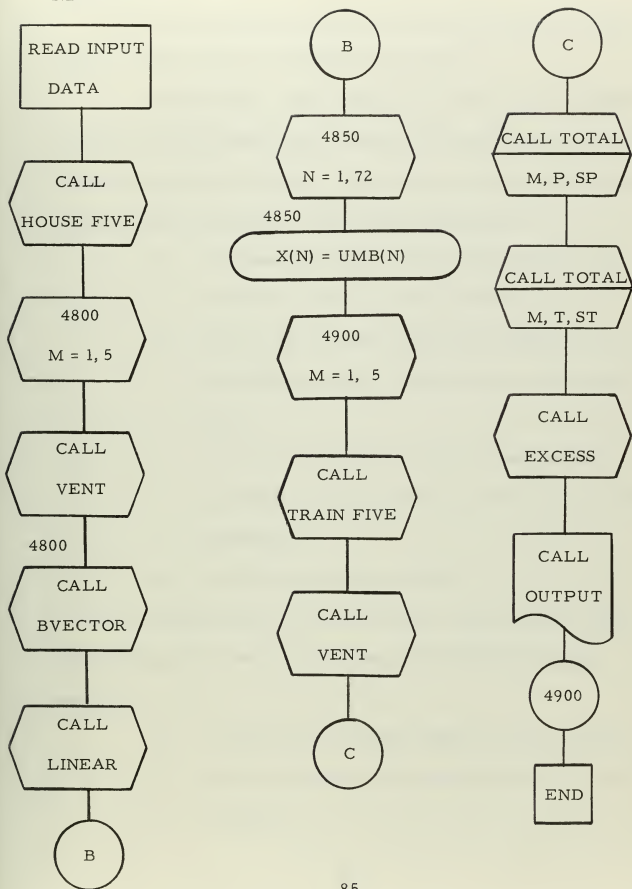 READ INPUT
DATA
CALL
HOUSE FIVE
4800
M = 1, 5
CALL
VENT
4800
CALL
BVECTOR
CALL
LINEAR
B
B
4850
N = 1, 72
4850
X(N) = UMB(N)
4900
M = 1, 5
CALL
TRAIN FIVE
CALL
VENT
C
C
CALL TOTAL
M, P, SP
CALL TOTAL
M, T, ST
CALL
EXCESS
CALL
OUTPUT
4900
END